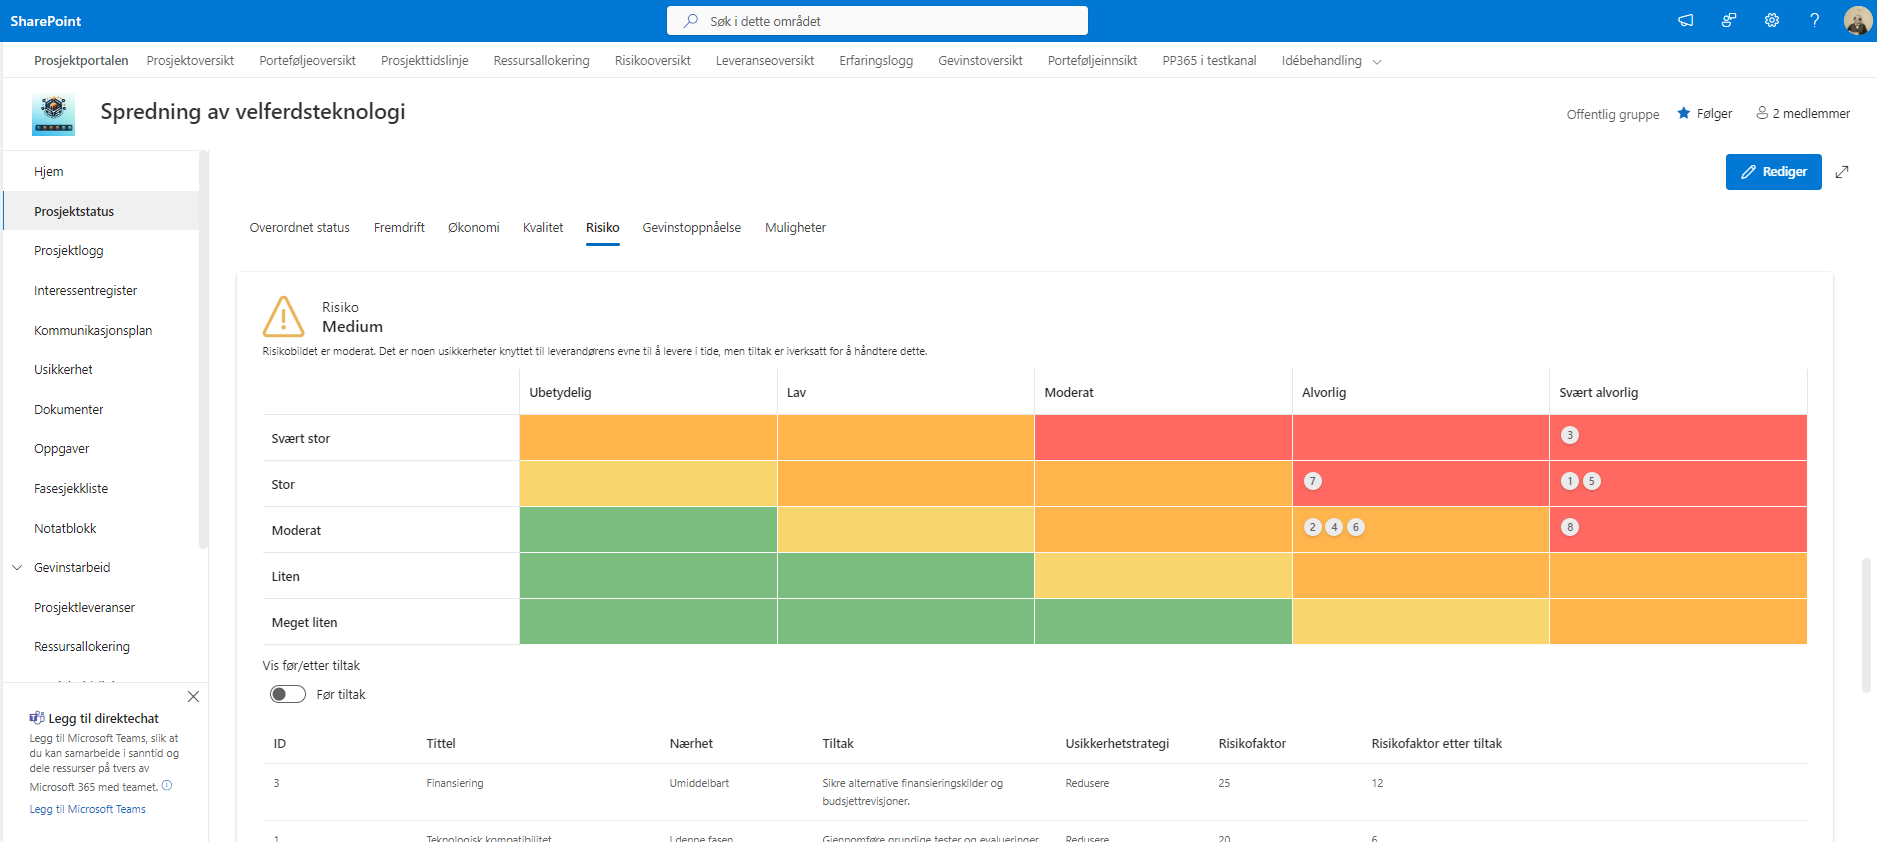 SharePoint
Søk i dette området
?
Prosjektportalen Prosjektoversikt Porteføljeoversikt Prosjekttidslinje Ressursallokering Risikooversikt Leveranseoversikt Erfaringslogg Gevinstoversikt Porteføljeinnsikt PP365 i testkanal Idébehandling
Spredning av velferdsteknologi
Offentlig gruppe Følger 2 medlemmer
Hjem
Prosjektstatus
Prosjektlogg
Interessentregister
Kommunikasjonsplan
Usikkerhet
Dokumenter
Oppgaver
Fasesjekkliste
Notatblokk
Gevinstarbeid
Prosjektleveranser
Ressursallokering
Legg til direktechat
Legg til Microsoft Teams, slik at
du kan samarbeide i sanntid og
dele ressurser på tvers av
Microsoft 365 med teamet.
Legg til Microsoft Teams
Rediger
Overordnet status Fremdrift Økonomi Kvalitet Risiko Gevinstoppnåelse Muligheter
Risiko
Medium
Risikobildet er moderat. Det er noen usikkerheter knyttet til leverandørens evne til å levere i tide, men tiltak er iverksatt for å håndtere dette.
Ubetydelig Lav Moderat Alvorlig Svært alvorlig
Svært stor 3
Stor 7 1 5
Moderat 2 4 6 8
Liten
Meget liten
Vis før/etter tiltak
Før tiltak
ID Tittel Nærhet Tiltak Usikkerhetstrategi Risikofaktor Risikofaktor etter tiltak
3 Finansiering Umiddelbart Sikre alternative finansieringskilder og Redusere 25 12
budsjettrevisjoner.
1 Teknologisk kompatibilitet I denne fasen Gjennomføre grundige tester og evalueringer Redusere 20 6